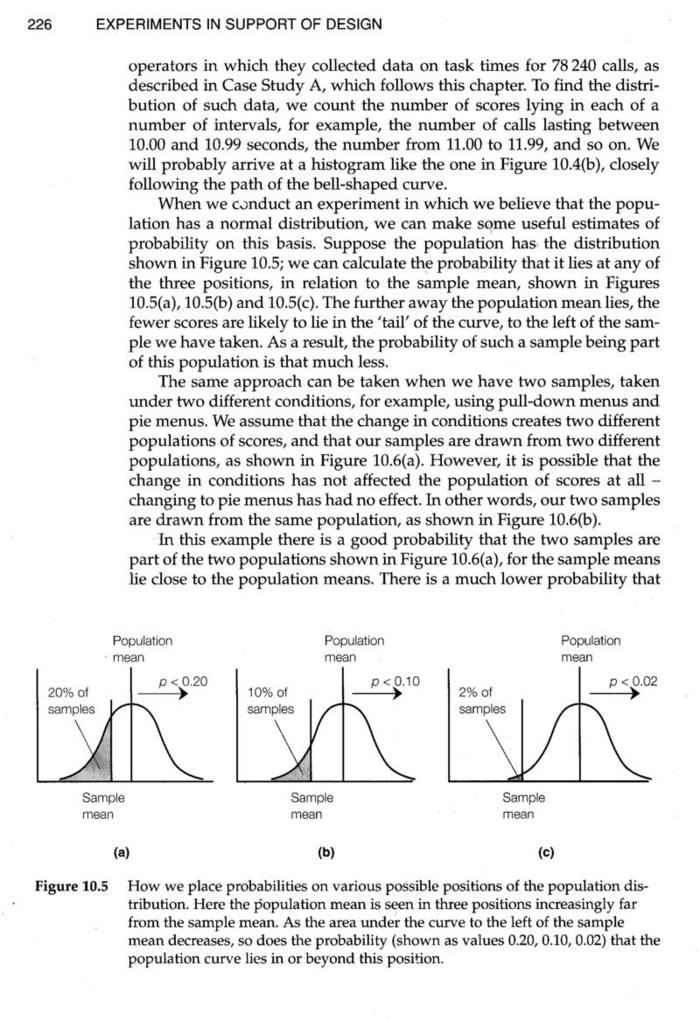 226 EXPERIMENTS IN SUPPORT OF DESIGN
operators in which they collected data on task times for 78 240 calls, as
described in Case Study A, which follows this chapter. To find the distri-
bution of such data, we count the number of scores lying in each of a
number of intervals, for example, the number of calls lasting between
10.00 and 10.99 seconds, the number from 11.00 to 11.99, and so on. We
will probably arrive at a histogram like the one in Figure 10.4(b), closely
following the path of the bell-shaped curve.
When we conduct an experiment in which we believe that the popu-
lation has a normal distribution, we can make some useful estimates of
probability on this basis. Suppose the population has the distribution
shown in Figure 10.5; we can calculate the probability that it lies at any of
the three positions, in relation to the sample mean, shown in Figures
10.5(a), 10.5(b) and 10.5(c). The further away the population mean lies, the
fewer scores are likely to lie in the 'tail' of the curve, to the left of the sam-
ple we have taken. As a result, the probability of such a sample being part
of this population is that much less.
The same approach can be taken when we have two samples, taken
under two different conditions, for example, using pull-down menus and
pie menus. We assume that the change in conditions creates two different
populations of scores, and that our samples are drawn from two different
populations, as shown in Figure 10.6(a). However, it is possible that the
change in conditions has not affected the population of scores at all –
changing to pie menus has had no effect. In other words, our two samples
are drawn from the same population, as shown in Figure 10.6(b).
In this example there is a good probability that the two samples are
part of the two populations shown in Figure 10.6(a), for the sample means
lie close to the population means. There is a much lower probability that
Population
mean
p < 0.20
20% of
samples
Sample
mean
(a)
Population
mean
p < 0.10
10% of
samples
Sample
mean
(b)
Population
mean
p < 0.02
2% of
samples
Sample
mean
(c)
Figure 10.5 How we place probabilities on various possible positions of the population dis-
tribution. Here the population mean is seen in three positions increasingly far
from the sample mean. As the area under the curve to the left of the sample
mean decreases, so does the probability (shown as values 0.20, 0.10, 0.02) that the
population curve lies in or beyond this position.